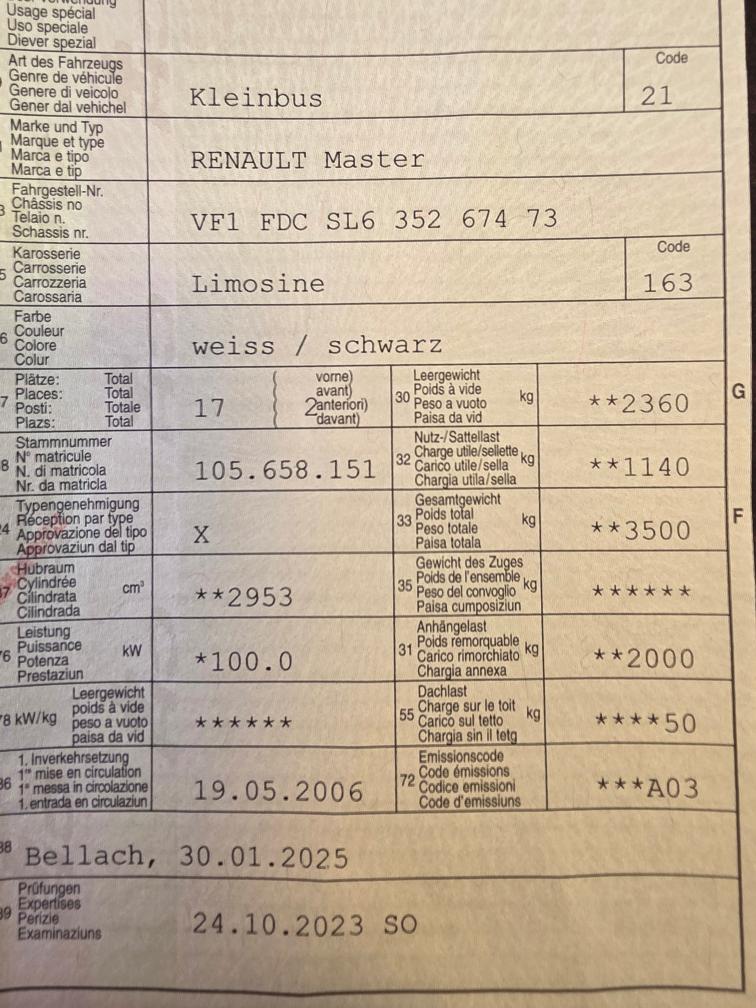 Usage spécial
Uso speciale
Diever spezial
Art des Fahrzeugs
Genre de véhicule
Genere di veicolo
Gener dal vehichel
Kleinbus
Code
21
Marke und Typ
Marque et type
Marca e tipo
Marca e tip
RENAULT Master
Fahrgestell-Nr.
Châssis no
Telaio n.
Schassis nr.
VF1 FDC SL6 352 674 73
Karosserie
Carrosserie
Carrozzeria
Carossaria
Limosine
Code
163
Farbe
Couleur
Colore
Colur
weiss / schwarz
Plätze: Total
Places: Total
Posti: Totale
Plazs: Total
17
vorne)
avant)
2 anteriori)
davant)
30 Leergewicht
Poids à vide
Peso a vuoto
Paisa da vid
kg
**2360
G
Stammnummer
N° matricule
N. di matricola
Nr. da matricla
105.658.151
32 Nutz-/Sattellast
Charge utile/sellette
Carico utile/sella
Chargia utila/sella
kg
**1140
Typengenehmigung
Réception par type
Approvazione del tipo
Approvaziun dal tip
X
33 Gesamtgewicht
Poids total
Peso totale
Paisa totala
kg
**3500
F
Hubraum
Cylindrée
Cilindrata
Cilindrada
cm³
**2953
35 Gewicht des Zuges
Poids de l'ensemble
Peso del convoglio
Paisa cumposiziun
kg
******
Leistung
Puissance
Potenza
Prestaziun
kW
*100.0
31 Anhängelast
Poids remorquable
Carico rimorchiato
Chargia annexa
kg
**2000
kW/kg
Leergewicht
poids à vide
peso a vuoto
paisa da vid
******
55 Dachlast
Charge sur le toit
Carico sul tetto
Chargia sin il tetg
kg
****50
1. Inverkehrsetzung
1re mise en circulation
1a messa in circolazione
1. entrada en circulaziun
19.05.2006
72 Emissionscode
Code émissions
Codice emissioni
Code d'emissiuns
***A03
38 Bellach, 30.01.2025
39 Prüfungen
Expertises
Perizie
Examinaziuns
24.10.2023 SO